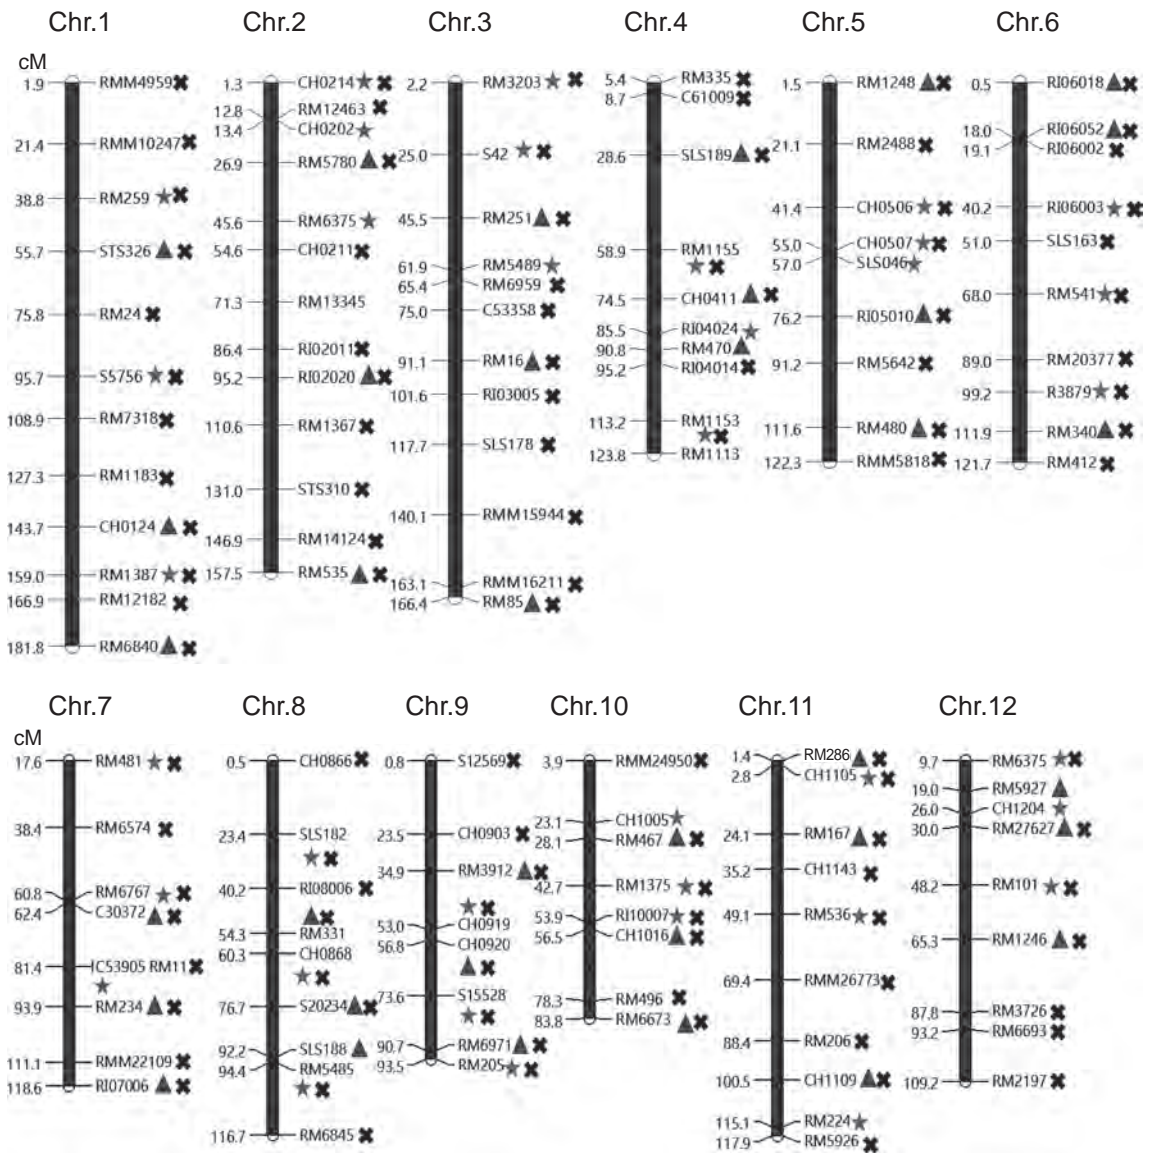 Chr.1 Chr.2 Chr.3 Chr.4 Chr.5 Chr.6
cM
1.9 RMM4959
21.4 RMM10247
38.8 RM259
55.7 STS326
75.8 RM24
95.7 S5756
108.9 RM7318
127.3 RM1183
143.7 CH0124
159.0 RM1387
166.9 RM12182
181.8 RM6840
1.3 CH0214
12.8 RM12463
13.4 CH0202
26.9 RM5780
45.6 RM6375
54.6 CH0211
71.3 RM13345
86.4 RI02011
95.2 RI02020
110.6 RM1367
131.0 STS310
146.9 RM14124
157.5 RM535
2.2 RM3203
25.0 S42
45.5 RM251
61.9 RM5489
65.4 RM6959
75.0 C53358
91.1 RM16
101.6 RI03005
117.7 SLS178
140.1 RMM15944
163.1 RMM16211
166.4 RM85
5.4 RM335
8.7 C61009
28.6 SLS189
58.9 RM1155
74.5 CH0411
85.5 RI04024
90.8 RM470
95.2 RI04014
113.2 RM1153
123.8 RM1113
1.5 RM1248
21.1 RM2488
41.4 CH0506
55.0 CH0507
57.0 SLS046
76.2 RI05010
91.2 RM5642
111.6 RM480
122.3 RMM5818
0.5 RI06018
18.0 RI06052
19.1 RI06002
40.2 RI06003
51.0 SLS163
68.0 RM541
89.0 RM20377
99.2 R3879
111.9 RM340
121.7 RM412
Chr.7 Chr.8 Chr.9 Chr.10 Chr.11 Chr.12
cM
17.6 RM481
38.4 RM6574
60.8 RM6767
62.4 C30372
81.4 C53905 RM11
93.9 RM234
111.1 RMM22109
118.6 RI07006
0.5 CH0866
23.4 SLS182
40.2 RI08006
54.3 RM331
60.3 CH0868
76.7 S20234
92.2 SLS188
94.4 RM5485
116.7 RM6845
0.8 S12569
23.5 CH0903
34.9 RM3912
53.0 CH0919
56.8 CH0920
73.6 S15528
90.7 RM6971
93.5 RM205
3.9 RMM24950
23.1 CH1005
28.1 RM467
42.7 RM1375
53.9 RI10007
56.5 CH1016
78.3 RM496
83.8 RM6673
1.4 RM286
2.8 CH1105
24.1 RM167
35.2 CH1143
49.1 RM536
69.4 RMM26773
88.4 RM206
100.5 CH1109
115.1 RM224
117.9 RM5926
9.7 RM6375
19.0 RM5927
26.0 CH1204
30.0 RM27627
48.2 RM101
65.3 RM1246
87.8 RM3726
93.2 RM6693
109.2 RM2197